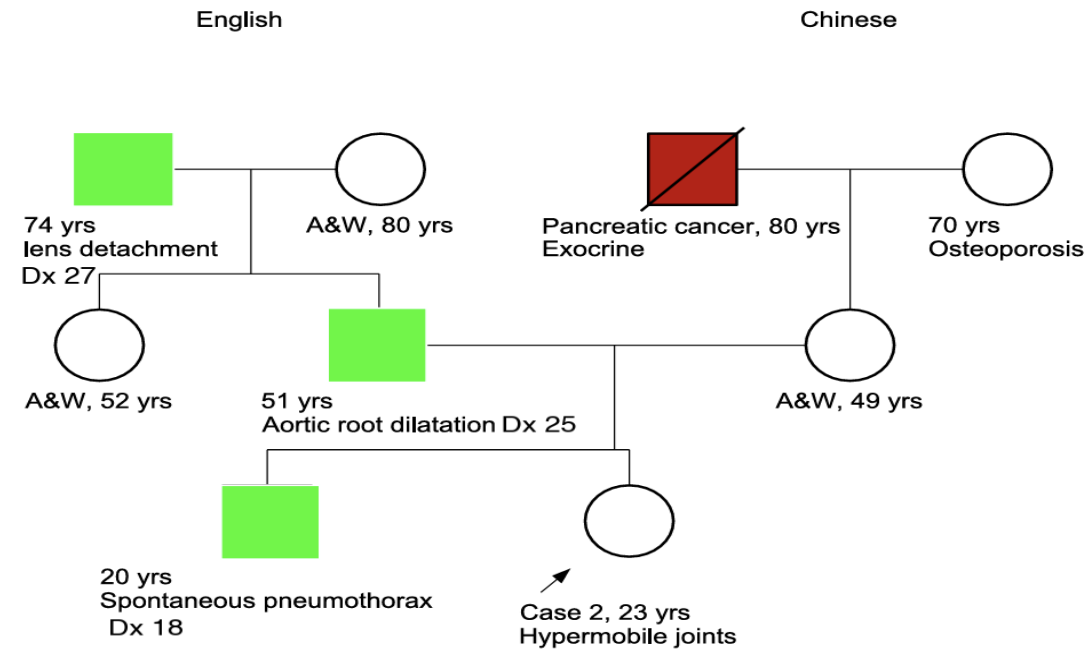 English
Chinese
74 yrs
lens detachment
Dx 27
A&W, 80 yrs
Pancreatic cancer, 80 yrs
Exocrine
70 yrs
Osteoporosis
A&W, 52 yrs
51 yrs
Aortic root dilatation Dx 25
A&W, 49 yrs
20 yrs
Spontaneous pneumothorax
Dx 18
Case 2, 23 yrs
Hypermobile joints